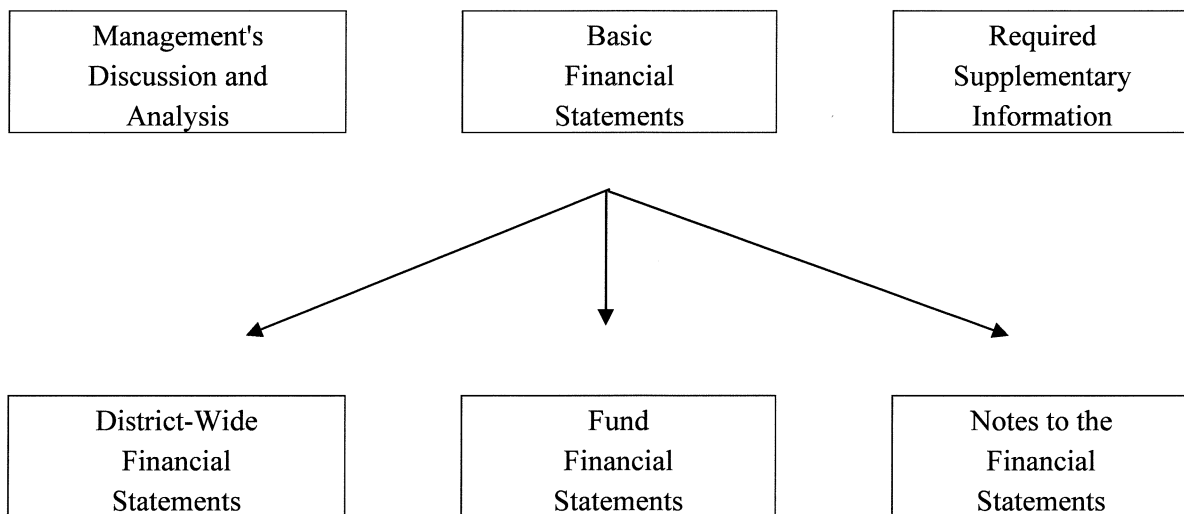 Management's
Discussion and
Analysis
Basic
Financial
Statements
Required
Supplementary
Information
District-Wide
Financial
Statements
Fund
Financial
Statements
Notes to the
Financial
Statements